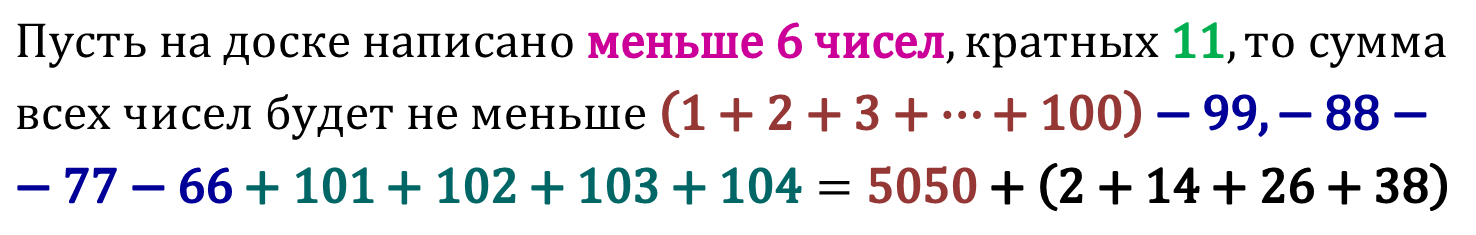 Пусть на доске написано меньше 6 чисел, кратных 11, то сумма
всех чисел будет не меньше (1 + 2 + 3 + ⋯ + 100) − 99, − 88 −
− 77 − 66 + 101 + 102 + 103 + 104 = 5050 + (2 + 14 + 26 + 38)